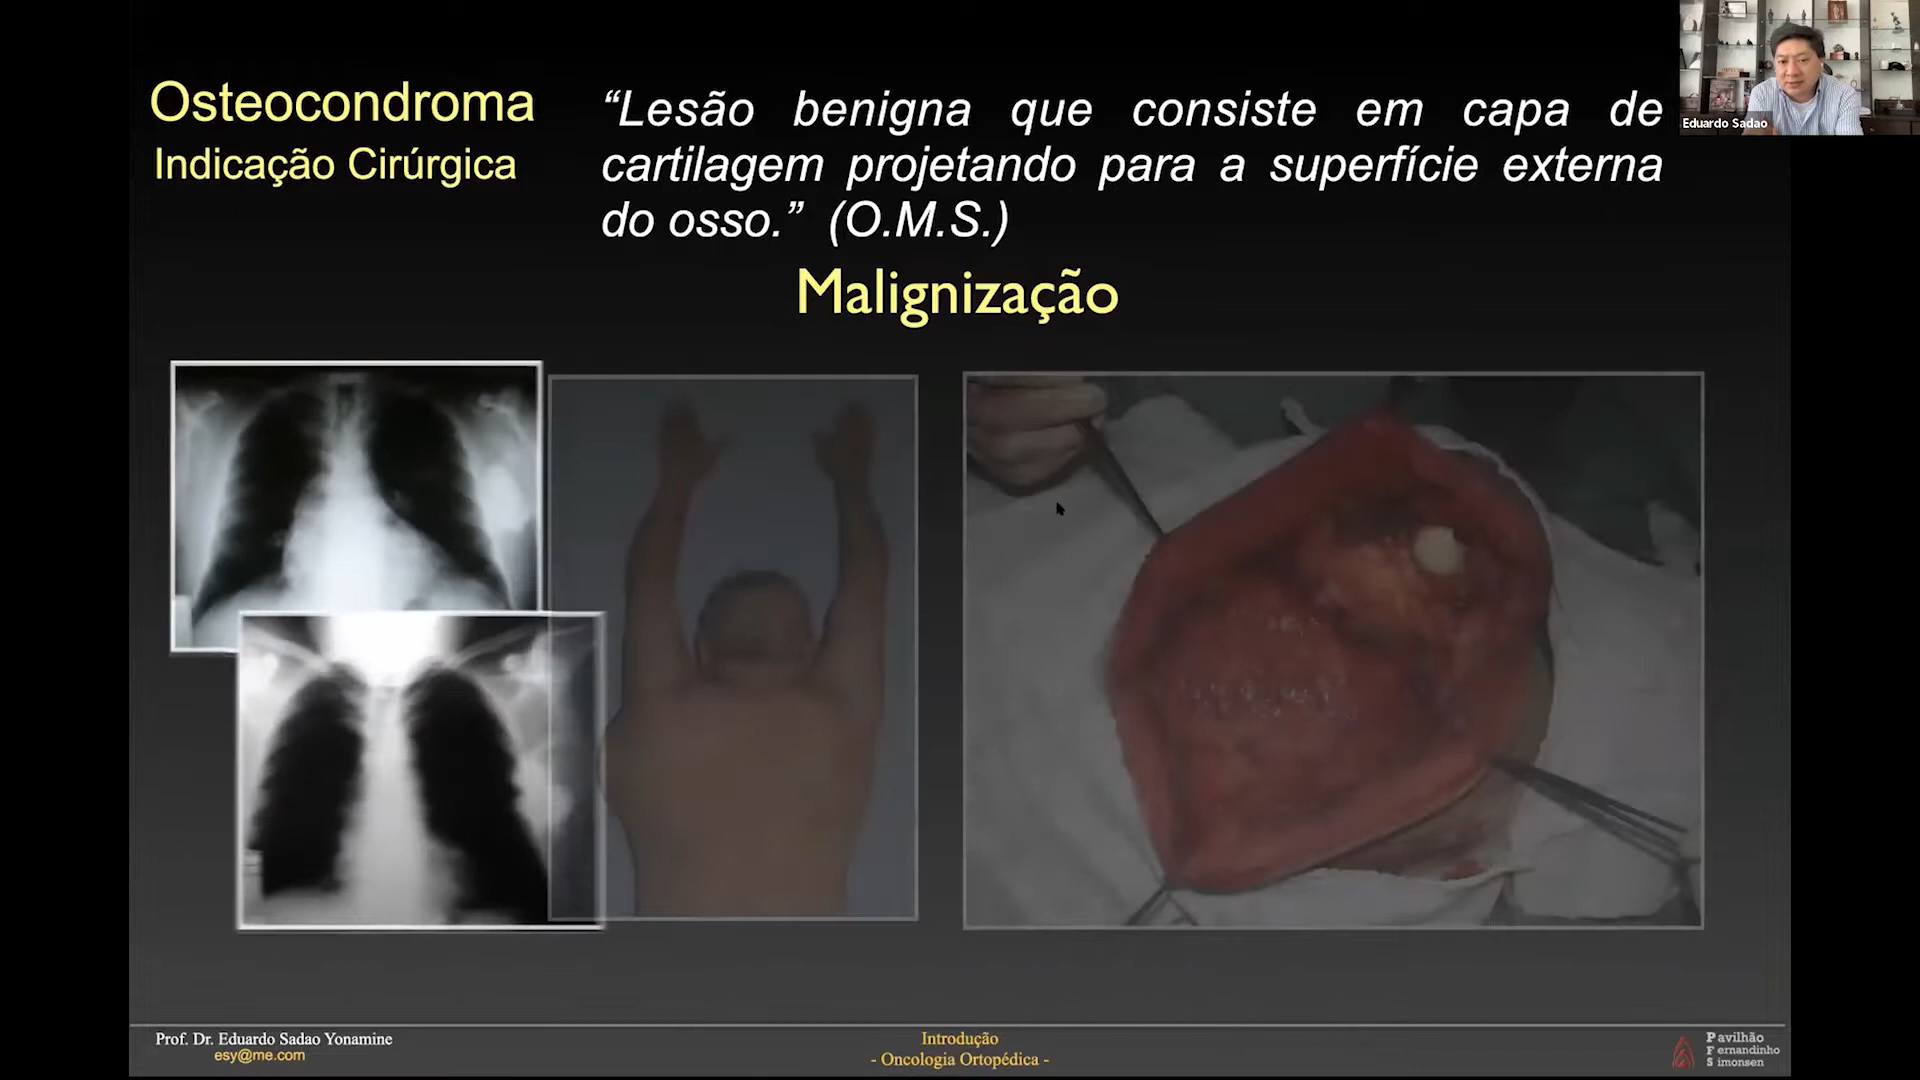 Osteocondroma
Indicação Cirúrgica
“Lesão benigna que consiste em capa de
cartilagem projetando para a superfície externa
do osso.” (O.M.S.)
Malignização
Eduardo Sadao
Prof. Dr. Eduardo Sadao Yonamine
esy@me.com
Introdução
- Oncologia Ortopédica -
Pavilhão
Fernandinho
Simonsen